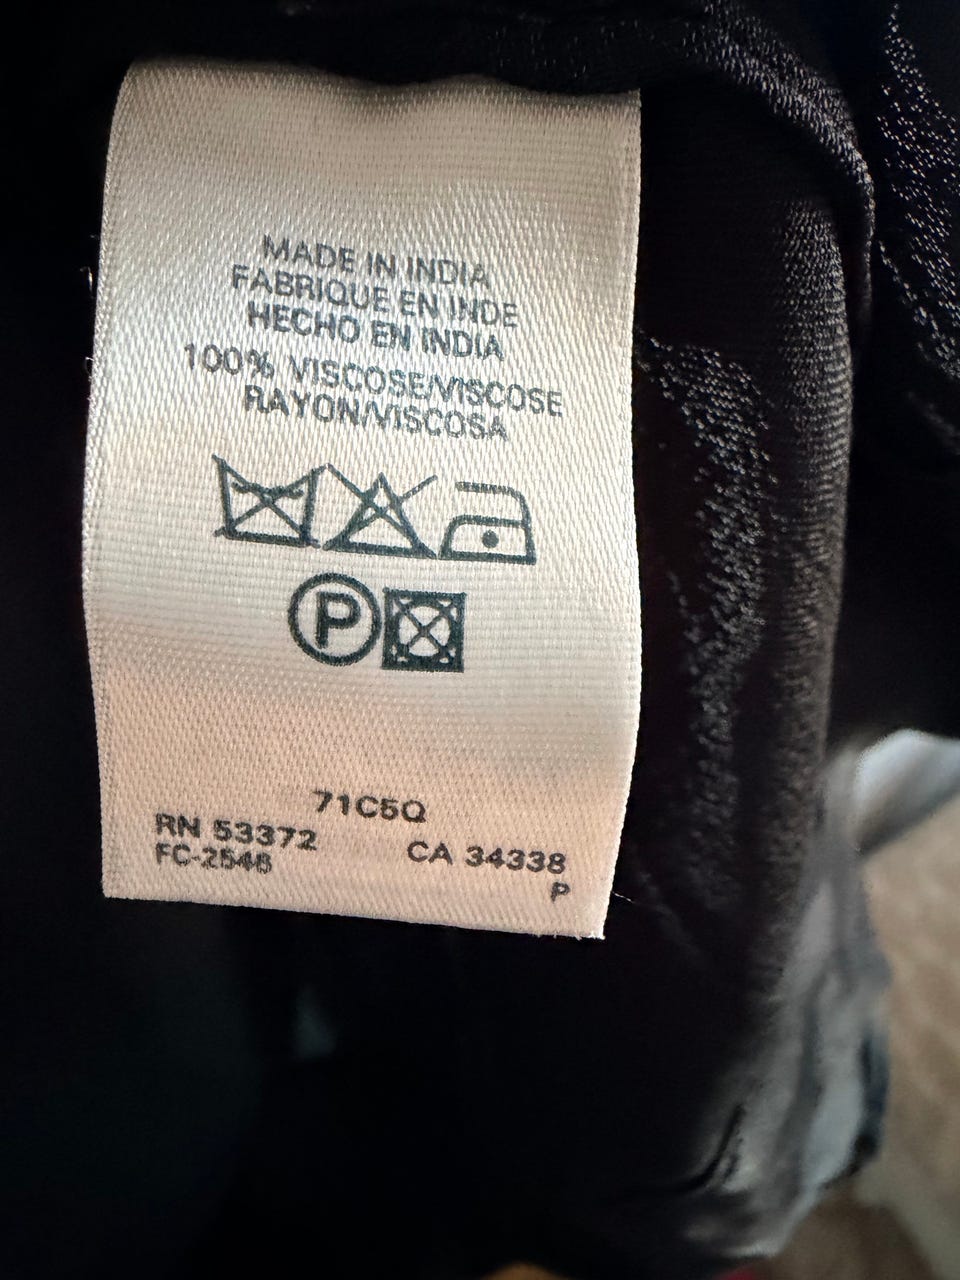 MADE IN INDIA
FABRIQUE EN INDE
HECHO EN INDIA
100% VISCOSE/VISCOSE
RAYON/VISCOSA
P
71C5Q
RN 53372
CA 34338
FC-2546
P